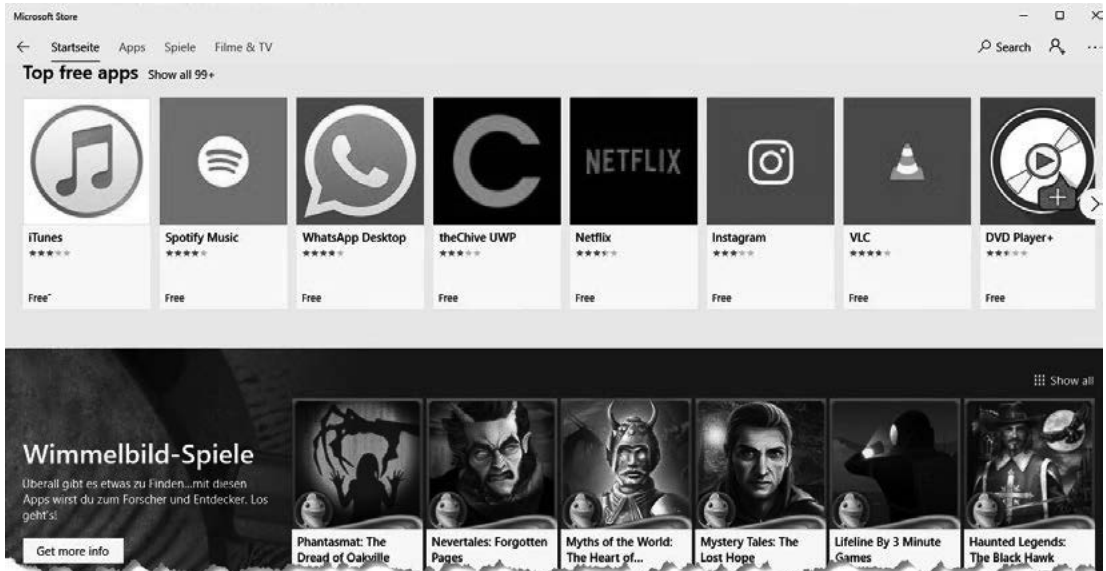 Microsoft Store
Startseite Apps Spiele Filme & TV Search
Top free apps Show all 99+
NETFLIX
iTunes Spotify Music WhatsApp Desktop theChive UWP Netflix Instagram VLC DVD Player+
Free* Free Free Free Free Free Free Free
Show all
Wimmelbild-Spiele
Überall gibt es etwas zu Finden...mit diesen
Apps wirst du zum Forscher und Entdecker. Los
geht's!
Get more info
Phantasmat: The
Dread of Oakville
Nevertales: Forgotten
Pages
Myths of the World:
The Heart of...
Mystery Tales: The
Lost Hope
Lifeline By 3 Minute
Games
Haunted Legends:
The Black Hawk